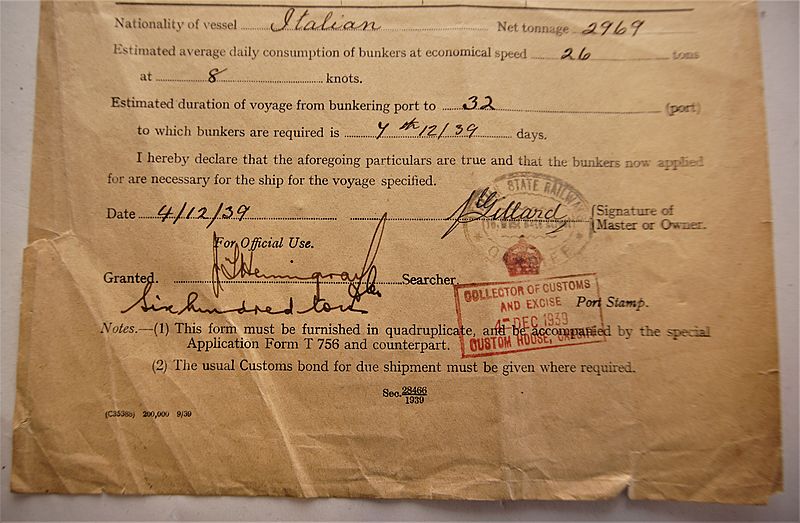 Nationality of vessel Italian Net tonnage 2969
Estimated average daily consumption of bunkers at economical speed 26 tons
at 8 knots.
Estimated duration of voyage from bunkering port to 32 (port)
to which bunkers are required is 7th 12/39 days.
I hereby declare that the aforegoing particulars are true and that the bunkers now applied
for are necessary for the ship for the voyage specified.
STATE RAILWAY
Date 4/12/39 Gillard Signature of
Master or Owner.
OFFICE
For Official Use.
Granted. Hemingray Searcher.
Six hundred tons
COLLECTOR OF CUSTOMS
AND EXCISE
DEC 1939
CUSTOM HOUSE,
Port Stamp.
Notes.—(1) This form must be furnished in quadruplicate, and be accompanied by the special
Application Form T 756 and counterpart.
(2) The usual Customs bond for due shipment must be given where required.
Sec. 28466
1939
(C35388) 200,000 9/39